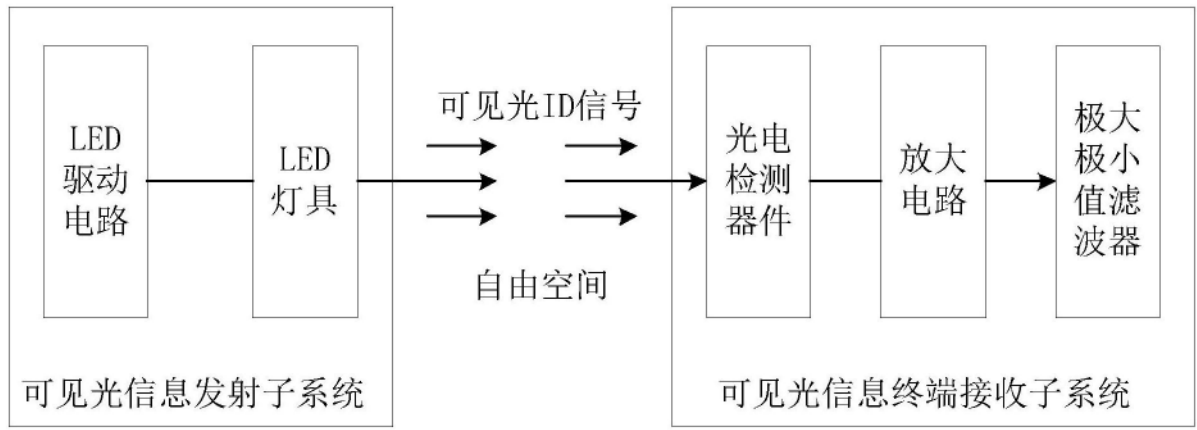 LED
驱动
电路
LED
灯具
可见光信息发射子系统
可见光ID信号
自由空间
光电
检测
器件
放大
电路
极大
极小
值滤
波器
可见光信息终端接收子系统